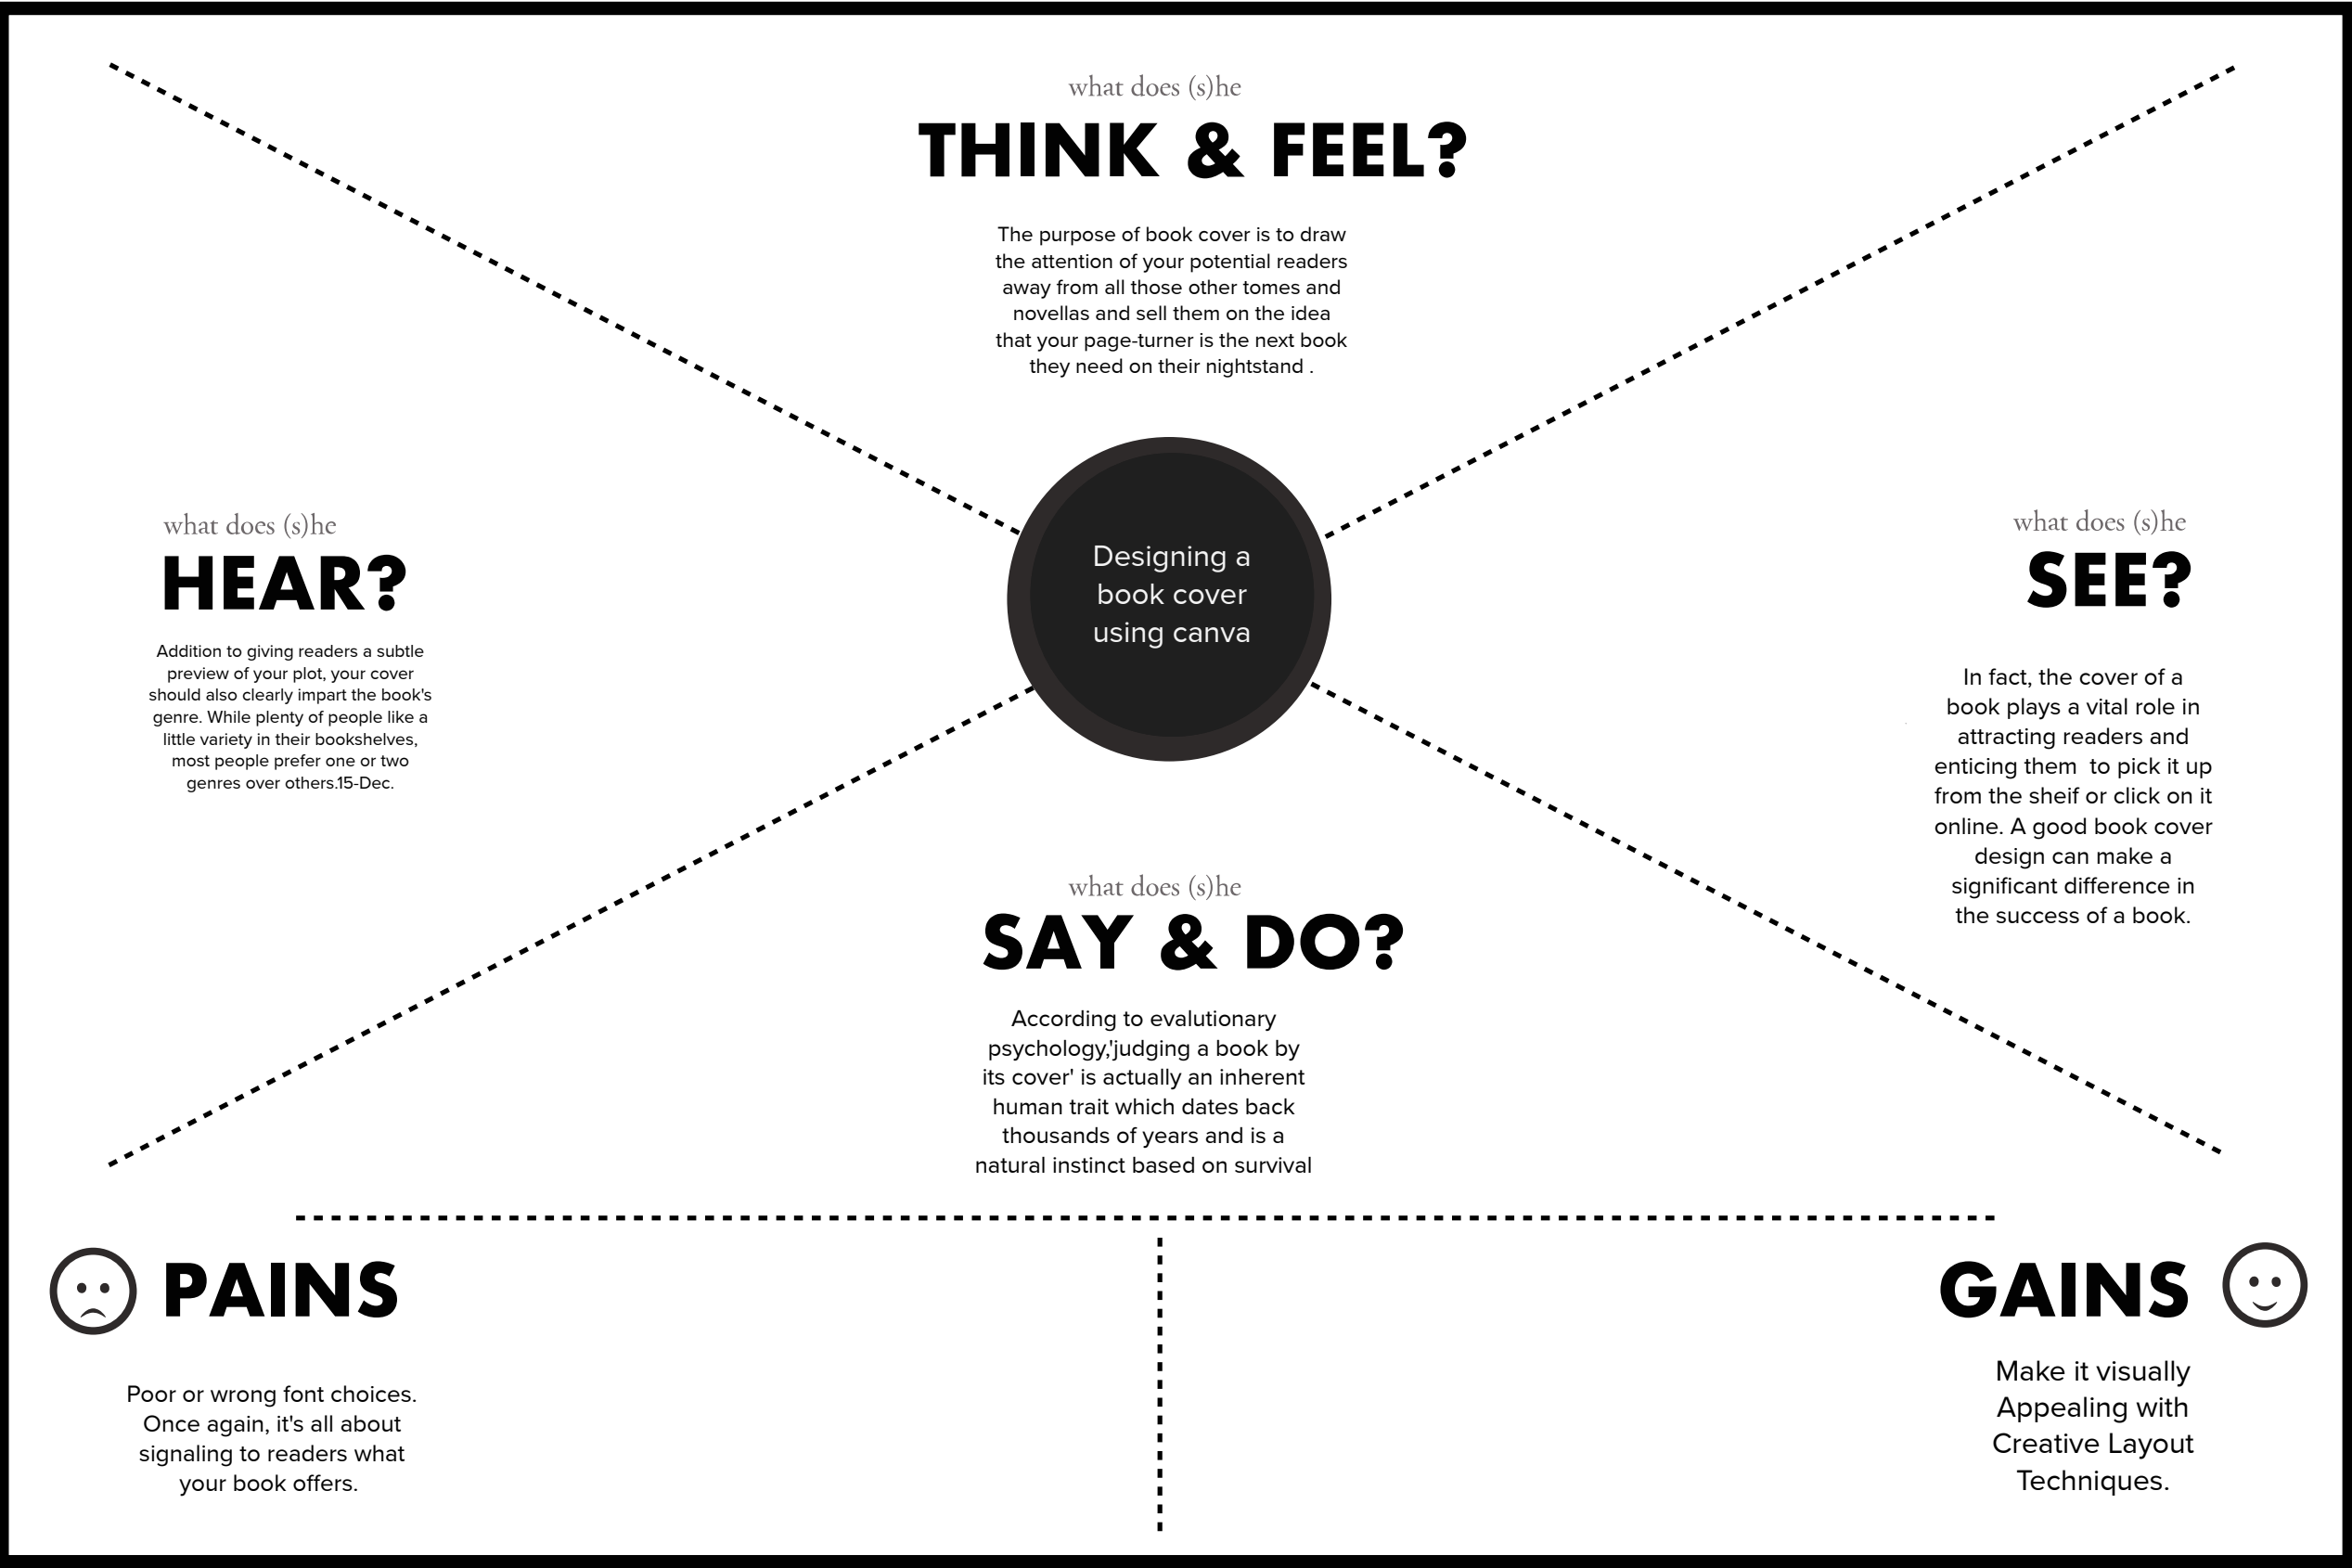 what does (s)he
THINK & FEEL?
The purpose of book cover is to draw
the attention of your potential readers
away from all those other tomes and
novellas and sell them on the idea
that your page-turner is the next book
they need on their nightstand .
what does (s)he
HEAR?
Addition to giving readers a subtle
preview of your plot, your cover
should also clearly impart the book's
genre. While plenty of people like a
little variety in their bookshelves,
most people prefer one or two
genres over others.15-Dec.
Designing a
book cover
using canva
what does (s)he
SEE?
In fact, the cover of a
book plays a vital role in
attracting readers and
enticing them  to pick it up
from the sheif or click on it
online. A good book cover
design can make a
significant difference in
the success of a book.
what does (s)he
SAY & DO?
According to evalutionary
psychology,'judging a book by
its cover' is actually an inherent
human trait which dates back
thousands of years and is a
natural instinct based on survival
PAINS
Poor or wrong font choices.
Once again, it's all about
signaling to readers what
your book offers.
GAINS
Make it visually
Appealing with
Creative Layout
Techniques.